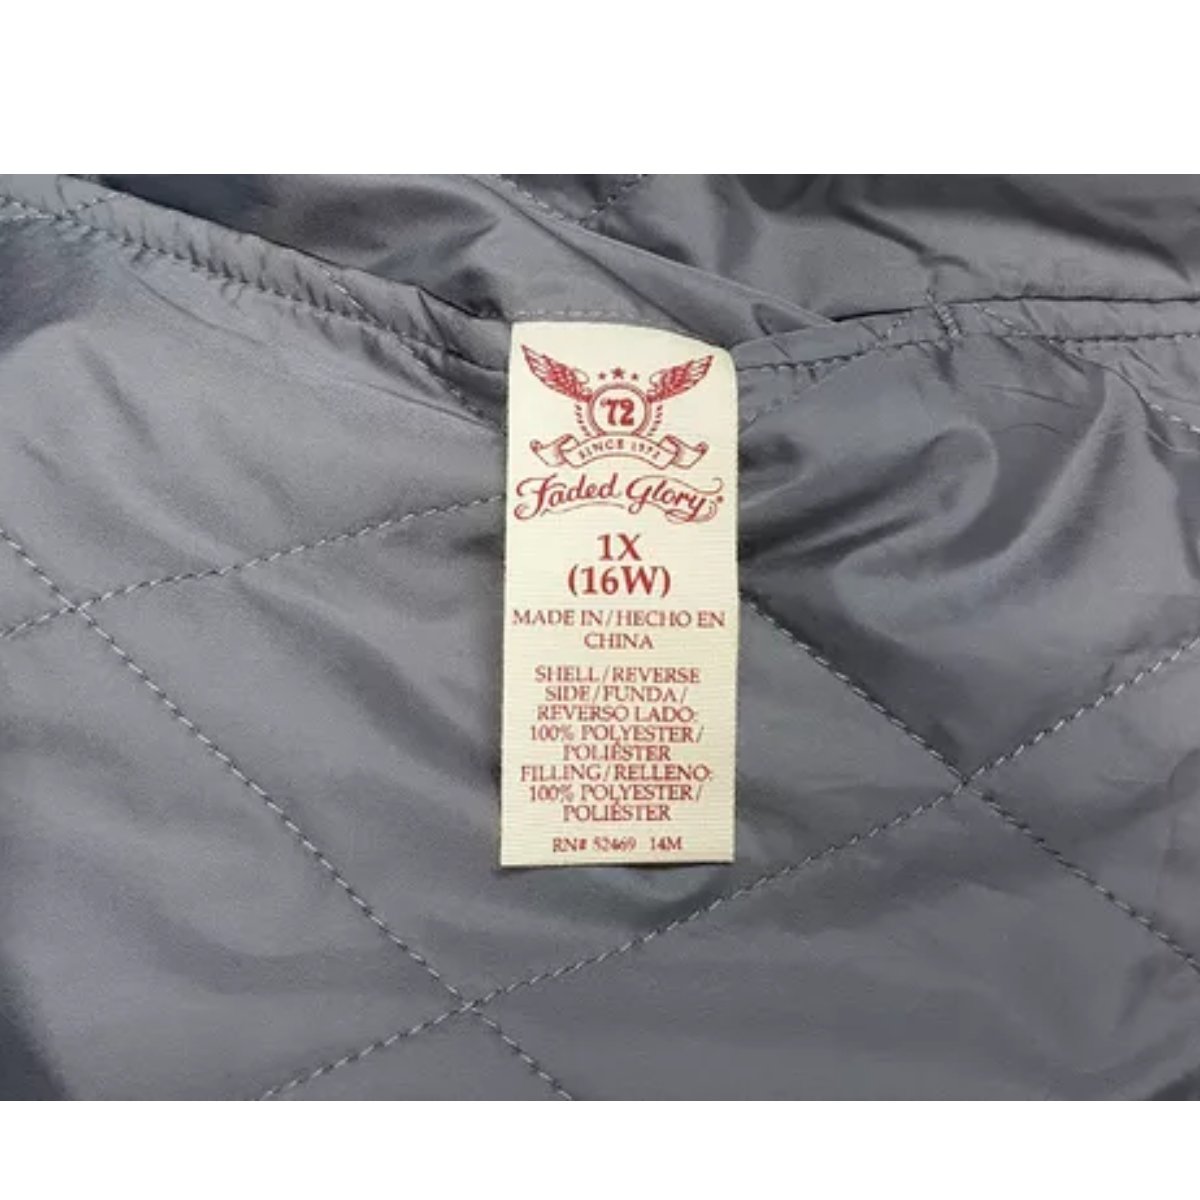 '72
SINCE 1972
Faded Glory
1X
(16W)
MADE IN/HECHO EN
CHINA
SHELL/REVERSE
SIDE/FUNDA/
REVERSO LADO:
100% POLYESTER/
POLIÉSTER
FILLING/RELLENO:
100% POLYESTER/
POLIÉSTER
RN# 52469 14M